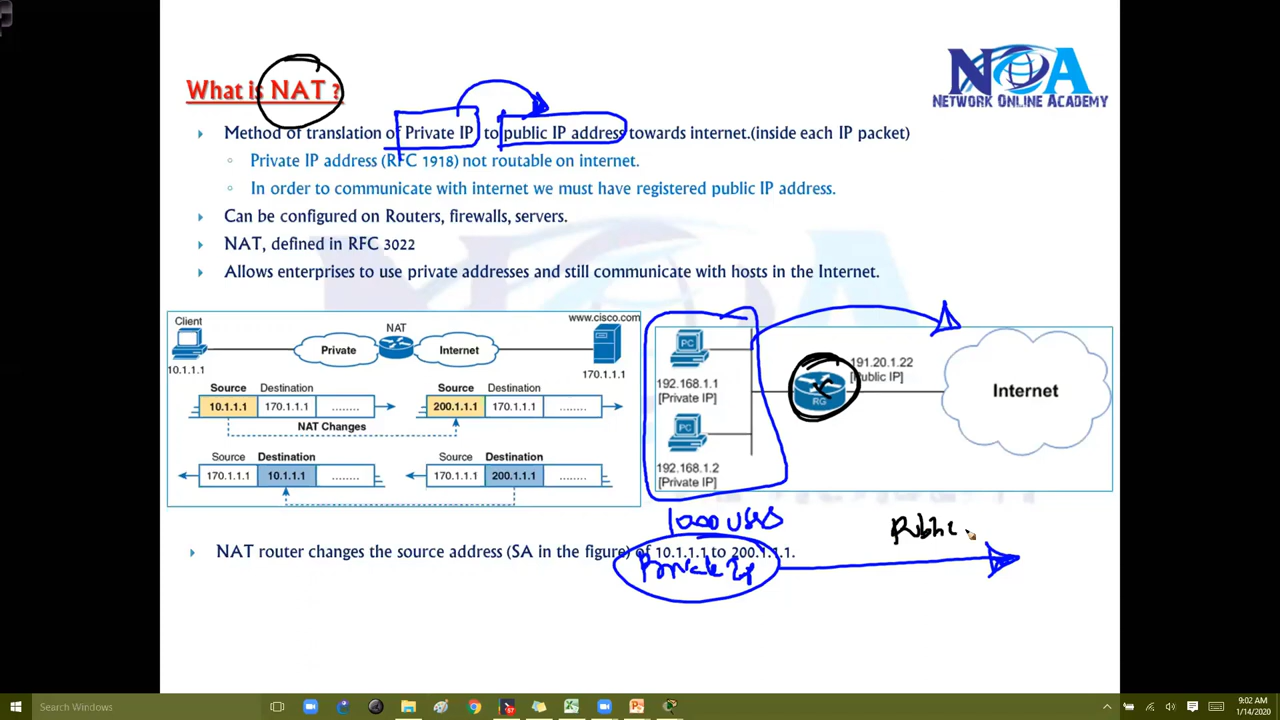 What is NAT ?
NOA
NETWORK ONLINE ACADEMY
Method of translation of Private IP to public IP address towards internet.(inside each IP packet)
Private IP address (RFC 1918) not routable on internet.
In order to communicate with internet we must have registered public IP address.
Can be configured on Routers, firewalls, servers.
NAT, defined in RFC 3022
Allows enterprises to use private addresses and still communicate with hosts in the Internet.
Client
NAT
www.cisco.com
Private
Internet
10.1.1.1
170.1.1.1
Source Destination
10.1.1.1 170.1.1.1 ........
Source Destination
200.1.1.1 170.1.1.1 ........
NAT Changes
Source Destination
170.1.1.1 10.1.1.1 ........
Source Destination
170.1.1.1 200.1.1.1 ........
PC
192.168.1.1
[Private IP]
PC
192.168.1.2
[Private IP]
RG
191.20.1.22
[Public IP]
Internet
1000 users
Public
NAT router changes the source address (SA in the figure) of 10.1.1.1 to 200.1.1.1.
Private IP
Search Windows
9:02 AM
1/14/2020